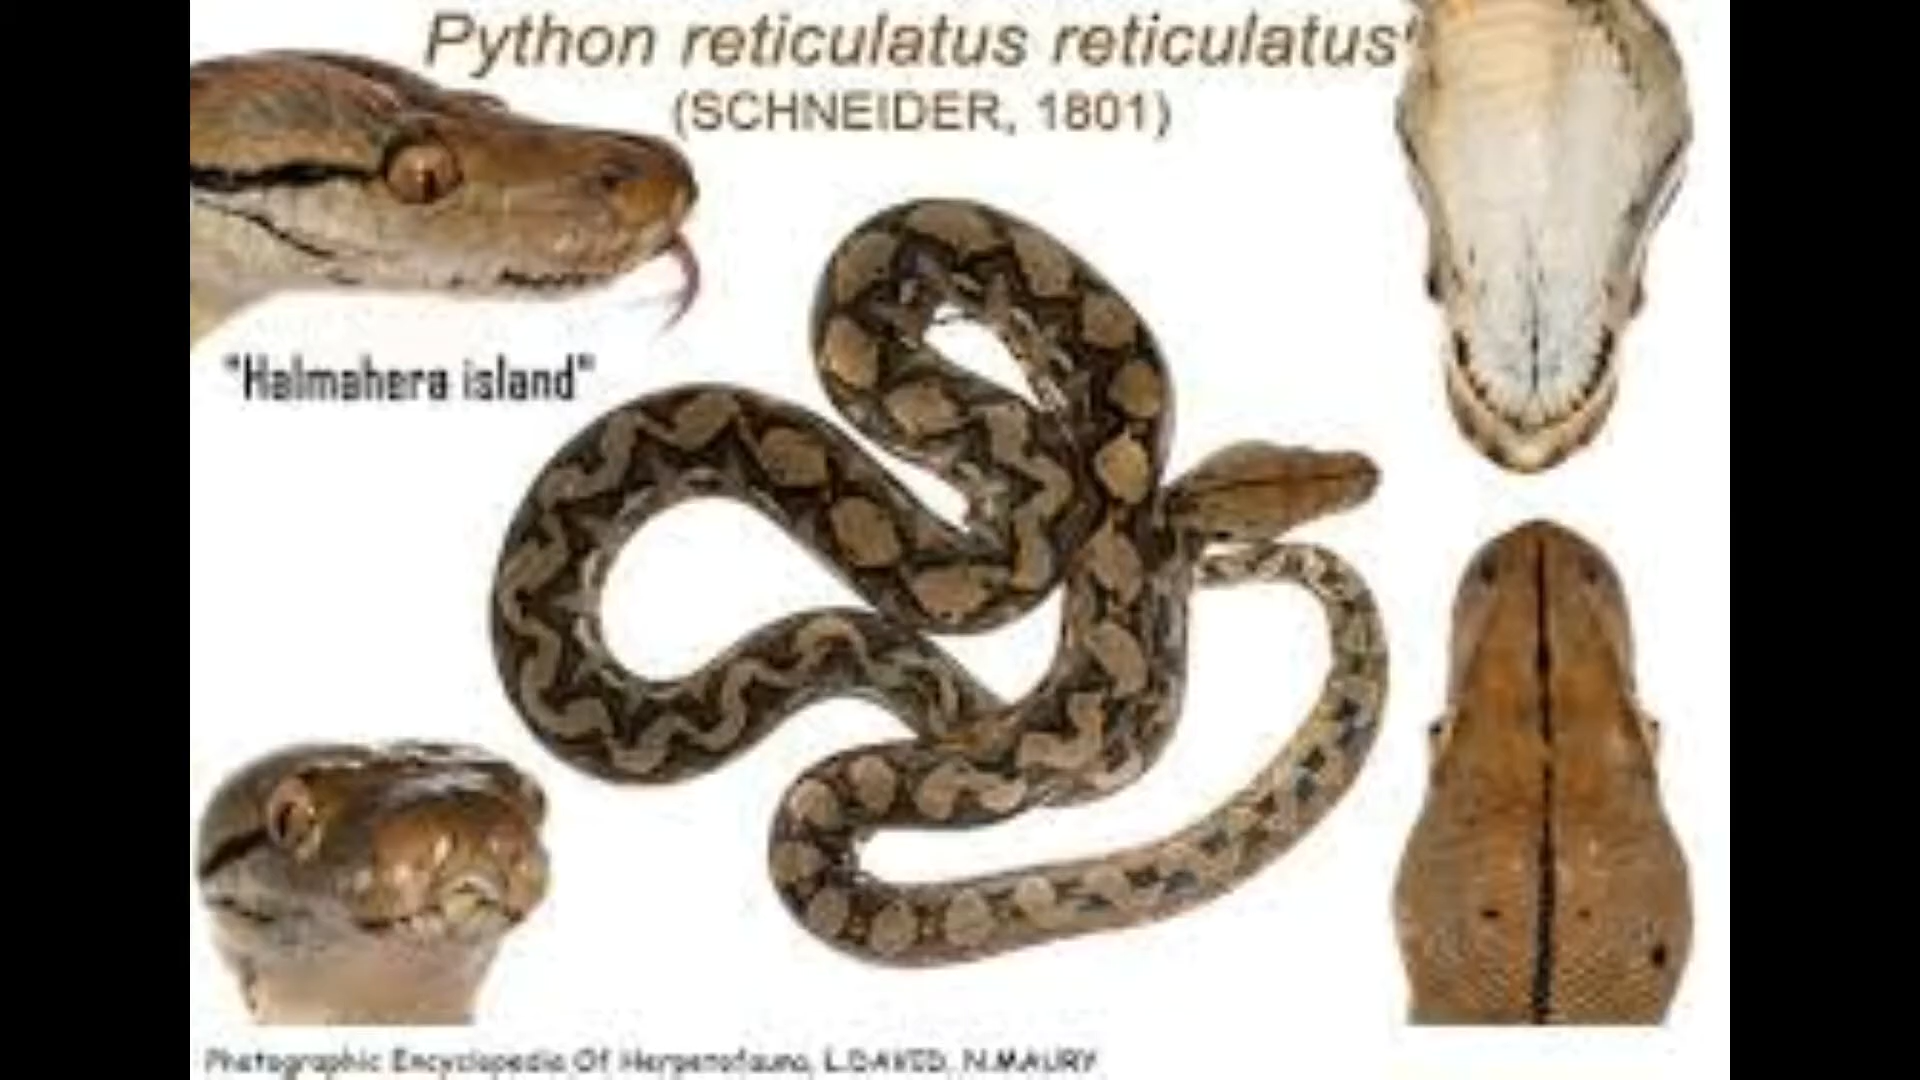 Python reticulatus reticulatus
(SCHNEIDER, 1801)
"Halmahera island"
Photographic Encyclopedia Of Herpetofauna, L.DAVID, N.MAURY